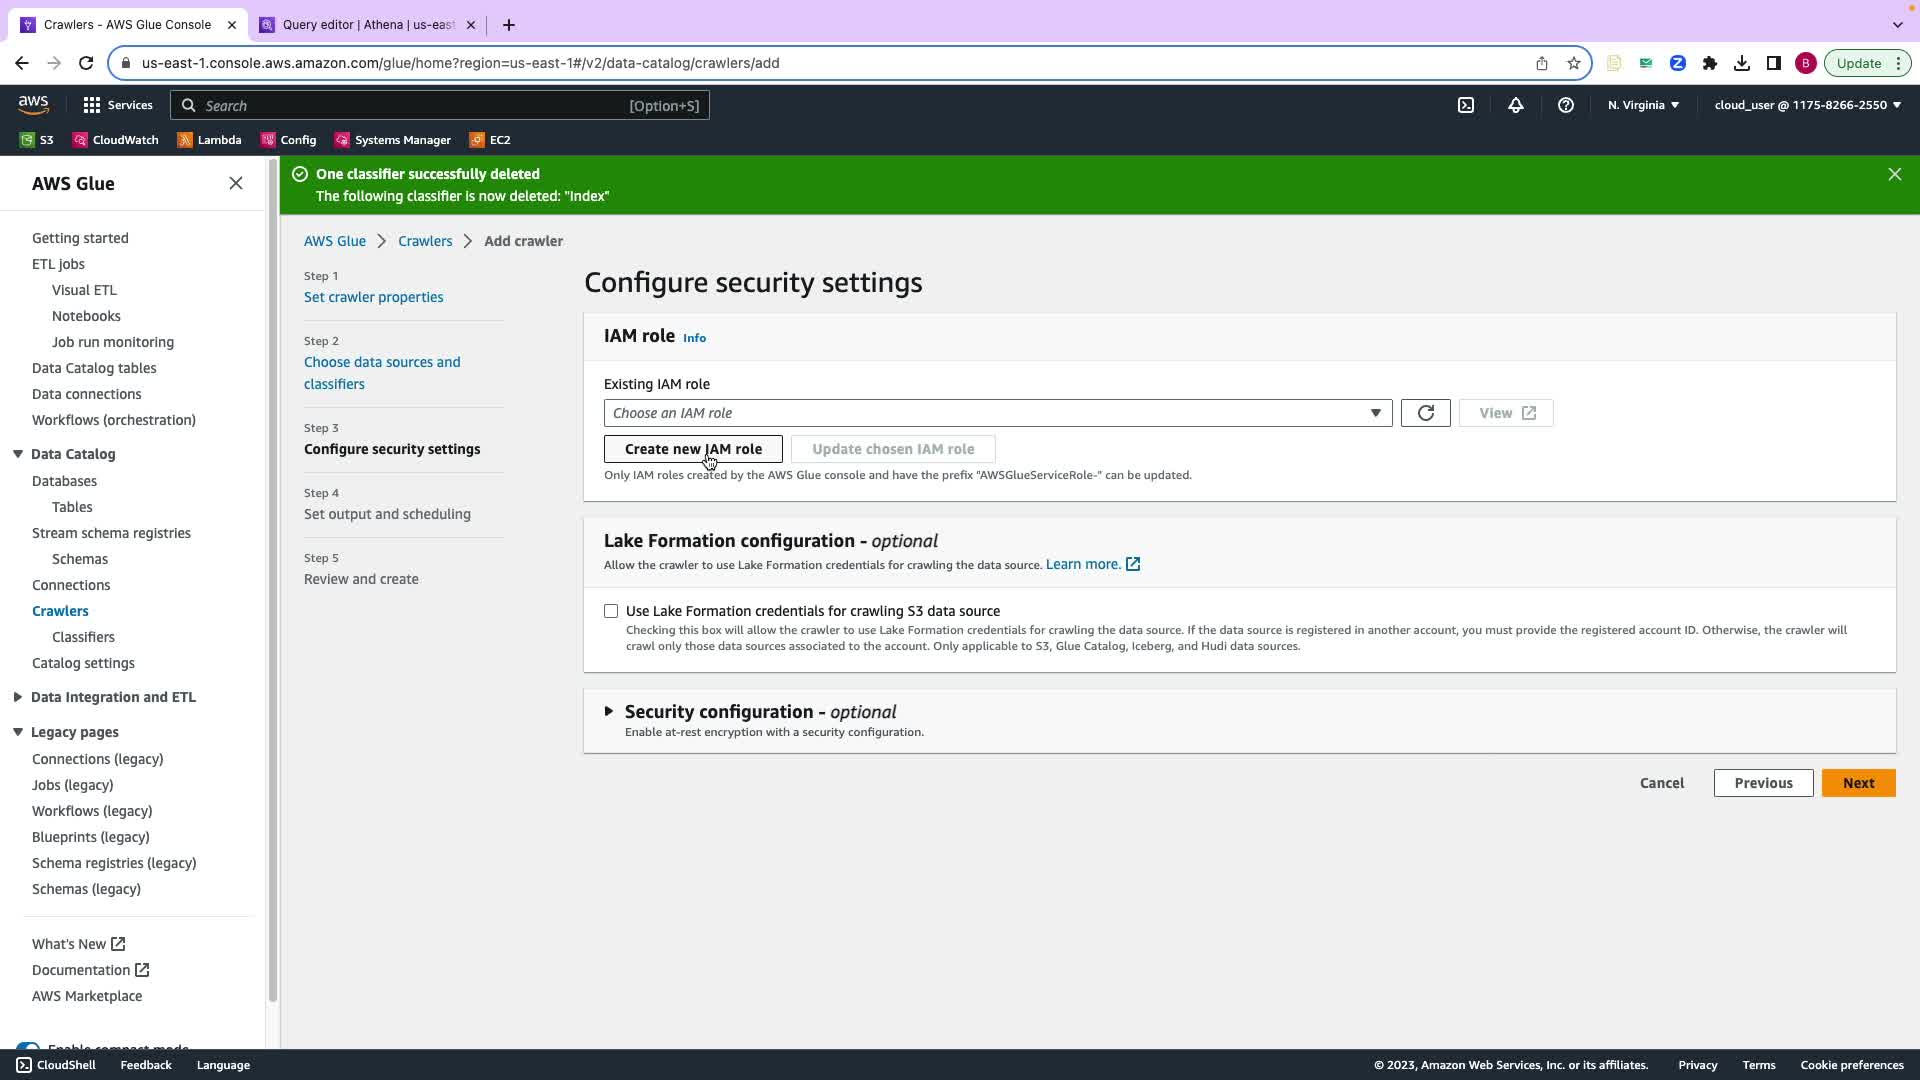 Crawlers - AWS Glue Console
Query editor | Athena | us-east
us-east-1.console.aws.amazon.com/glue/home?region=us-east-1#/v2/data-catalog/crawlers/add
B
Update
aws
Services
Search
[Option+S]
N. Virginia
cloud_user @ 1175-8266-2550
S3
CloudWatch
Lambda
Config
Systems Manager
EC2
AWS Glue
Getting started
ETL jobs
Visual ETL
Notebooks
Job run monitoring
Data Catalog tables
Data connections
Workflows (orchestration)
Data Catalog
Databases
Tables
Stream schema registries
Schemas
Connections
Crawlers
Classifiers
Catalog settings
Data Integration and ETL
Legacy pages
Connections (legacy)
Jobs (legacy)
Workflows (legacy)
Blueprints (legacy)
Schema registries (legacy)
Schemas (legacy)
What's New
Documentation
AWS Marketplace
Enable compact mode
One classifier successfully deleted
The following classifier is now deleted: "Index"
AWS Glue > Crawlers > Add crawler
Step 1
Set crawler properties
Step 2
Choose data sources and
classifiers
Step 3
Configure security settings
Step 4
Set output and scheduling
Step 5
Review and create
Configure security settings
IAM role Info
Existing IAM role
Choose an IAM role
View
Create new IAM role
Update chosen IAM role
Only IAM roles created by the AWS Glue console and have the prefix "AWSGlueServiceRole-" can be updated.
Lake Formation configuration - optional
Allow the crawler to use Lake Formation credentials for crawling the data source. Learn more.
Use Lake Formation credentials for crawling S3 data source
Checking this box will allow the crawler to use Lake Formation credentials for crawling the data source. If the data source is registered in another account, you must provide the registered account ID. Otherwise, the crawler will
crawl only those data sources associated to the account. Only applicable to S3, Glue Catalog, Iceberg, and Hudi data sources.
Security configuration - optional
Enable at-rest encryption with a security configuration.
Cancel
Previous
Next
CloudShell
Feedback
Language
© 2023, Amazon Web Services, Inc. or its affiliates.
Privacy
Terms
Cookie preferences